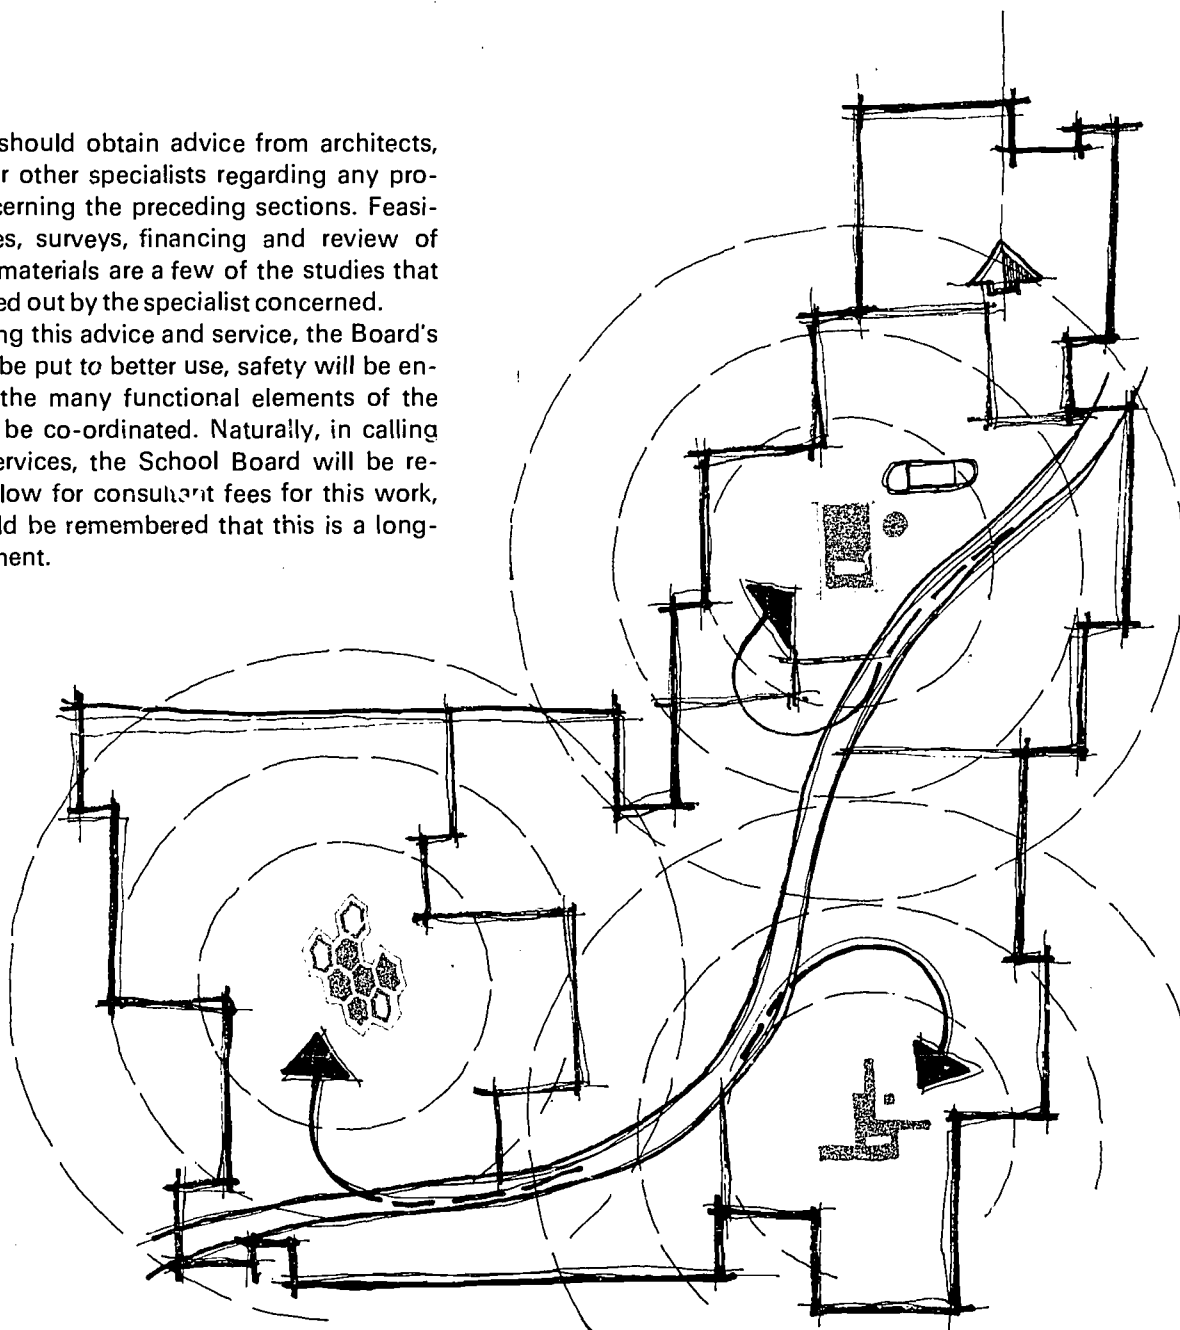 should obtain advice from architects,
r other specialists regarding any pro-
cerning the preceding sections. Feasi-
es, surveys, financing and review of
materials are a few of the studies that
ed out by the specialist concerned.
ng this advice and service, the Board's
be put to better use, safety will be en-
the many functional elements of the
be co-ordinated. Naturally, in calling
ervices, the School Board will be re-
low for consultant fees for this work,
ld be remembered that this is a long-
nent.